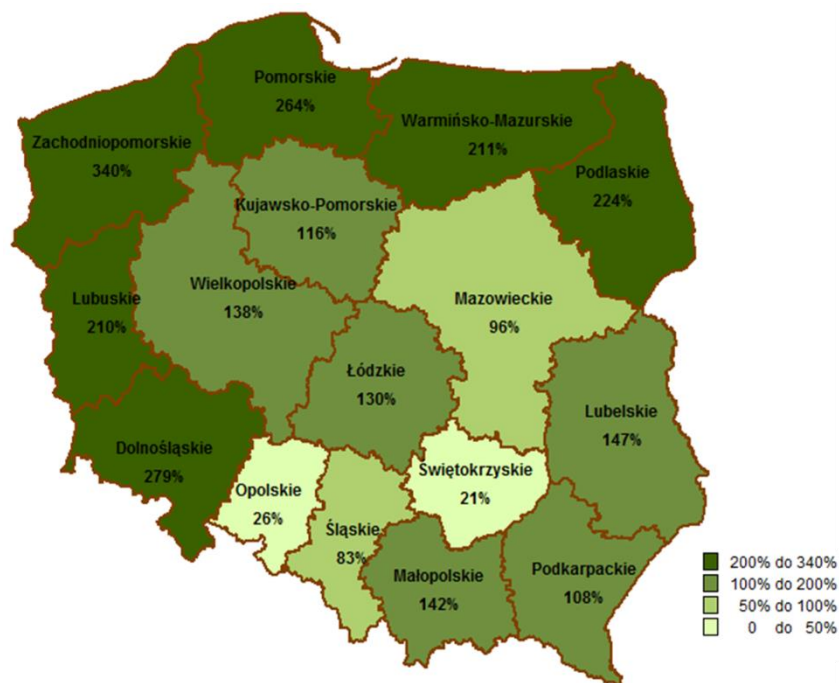 Pomorskie
264%
Warmińsko-Mazurskie
211%
Zachodniopomorskie
340%
Podlaskie
224%
Kujawsko-Pomorskie
116%
Wielkopolskie
138%
Mazowieckie
96%
Lubuskie
210%
Łódzkie
130%
Lubelskie
147%
Dolnośląskie
279%
Opolskie
26%
Świętokrzyskie
21%
Śląskie
83%
Małopolskie
142%
Podkarpackie
108%
200% do 340%
100% do 200%
50% do 100%
0 do 50%